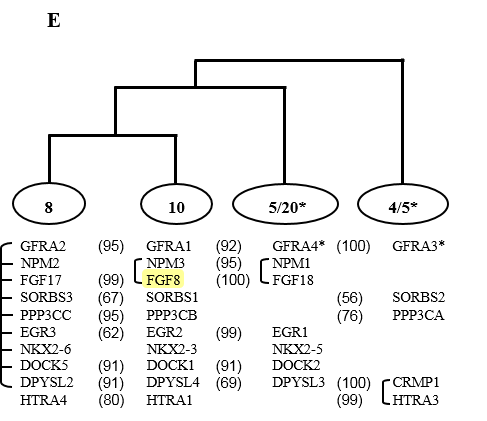 E
8 10 5/20* 4/5*
GFRA2 (95) GFRA1 (92) GFRA4* (100) GFRA3*
NPM2 NPM3 (95) NPM1
FGF17 (99) FGF8 (100) FGF18
SORBS3 (67) SORBS1 (56) SORBS2
PPP3CC (95) PPP3CB (76) PPP3CA
EGR3 (62) EGR2 (99) EGR1
NKX2-6 NKX2-3 NKX2-5
DOCK5 (91) DOCK1 (91) DOCK2
DPYSL2 (91) DPYSL4 (69) DPYSL3 (100) CRMP1
HTRA4 (80) HTRA1 (99) HTRA3